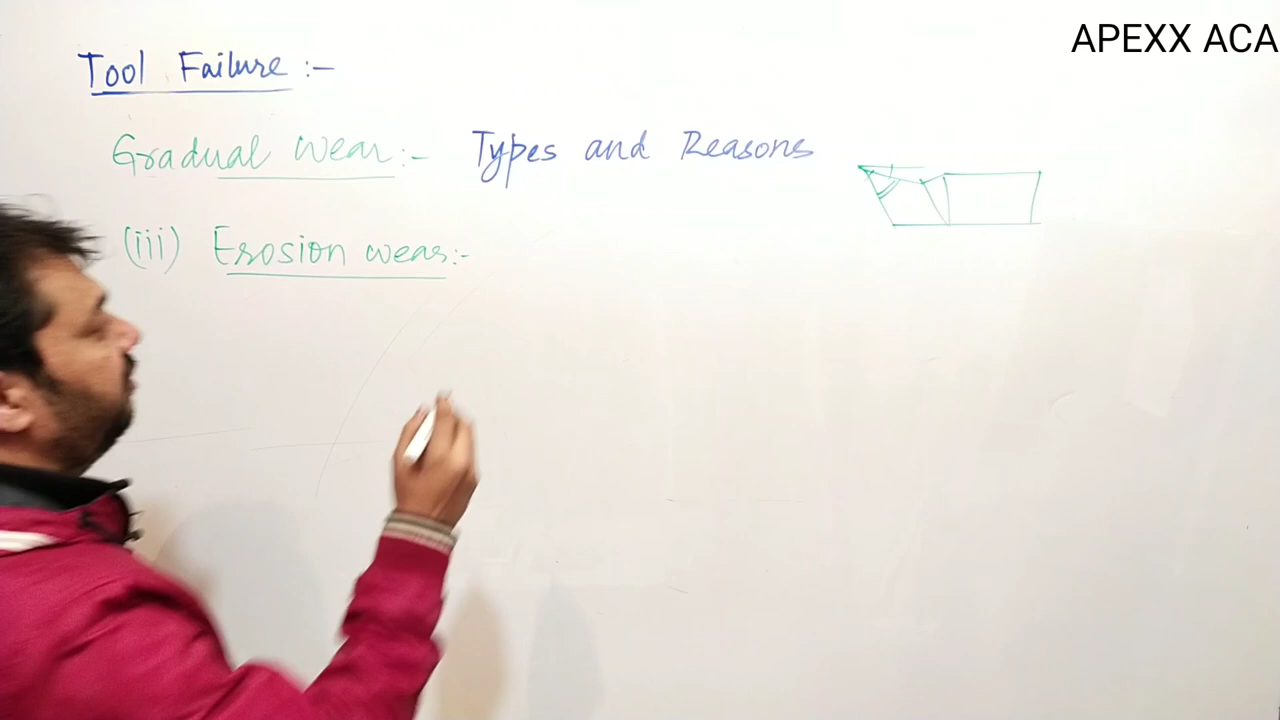 APEXX ACA
Tool Failure :-
Gradual wear :- Types and Reasons
(iii) Erosion wear :-